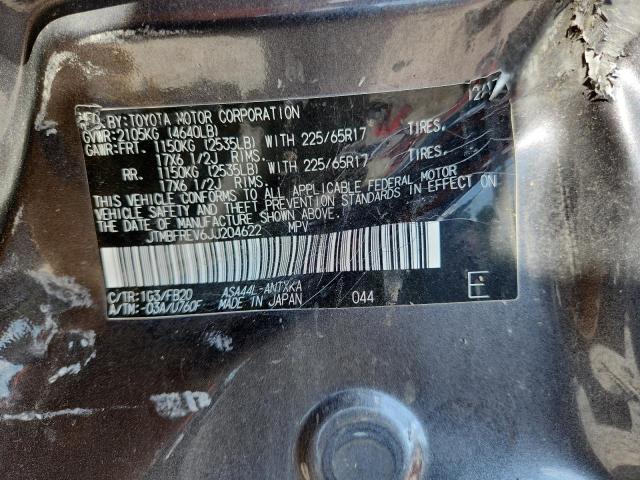 MFD. BY:TOYOTA MOTOR CORPORATION 12/17
GVWR:2105KG (4640LB)
GAWR:FRT. 1150KG (2535LB) WITH 225/65R17 TIRES,
17X6 1/2J RIMS.
RR. 1150KG (2535LB) WITH 225/65R17 TIRES,
17X6 1/2J RIMS.
THIS VEHICLE CONFORMS TO ALL APPLICABLE FEDERAL MOTOR
VEHICLE SAFETY AND THEFT PREVENTION STANDARDS IN EFFECT ON
THE DATE OF MANUFACTURE SHOWN ABOVE.
JTMBFREV6JJ204622 MPV
C/TR:1G3/FB20 ASA44L-ANTXKA
A/TM:-03A/U760F MADE IN JAPAN 044
E